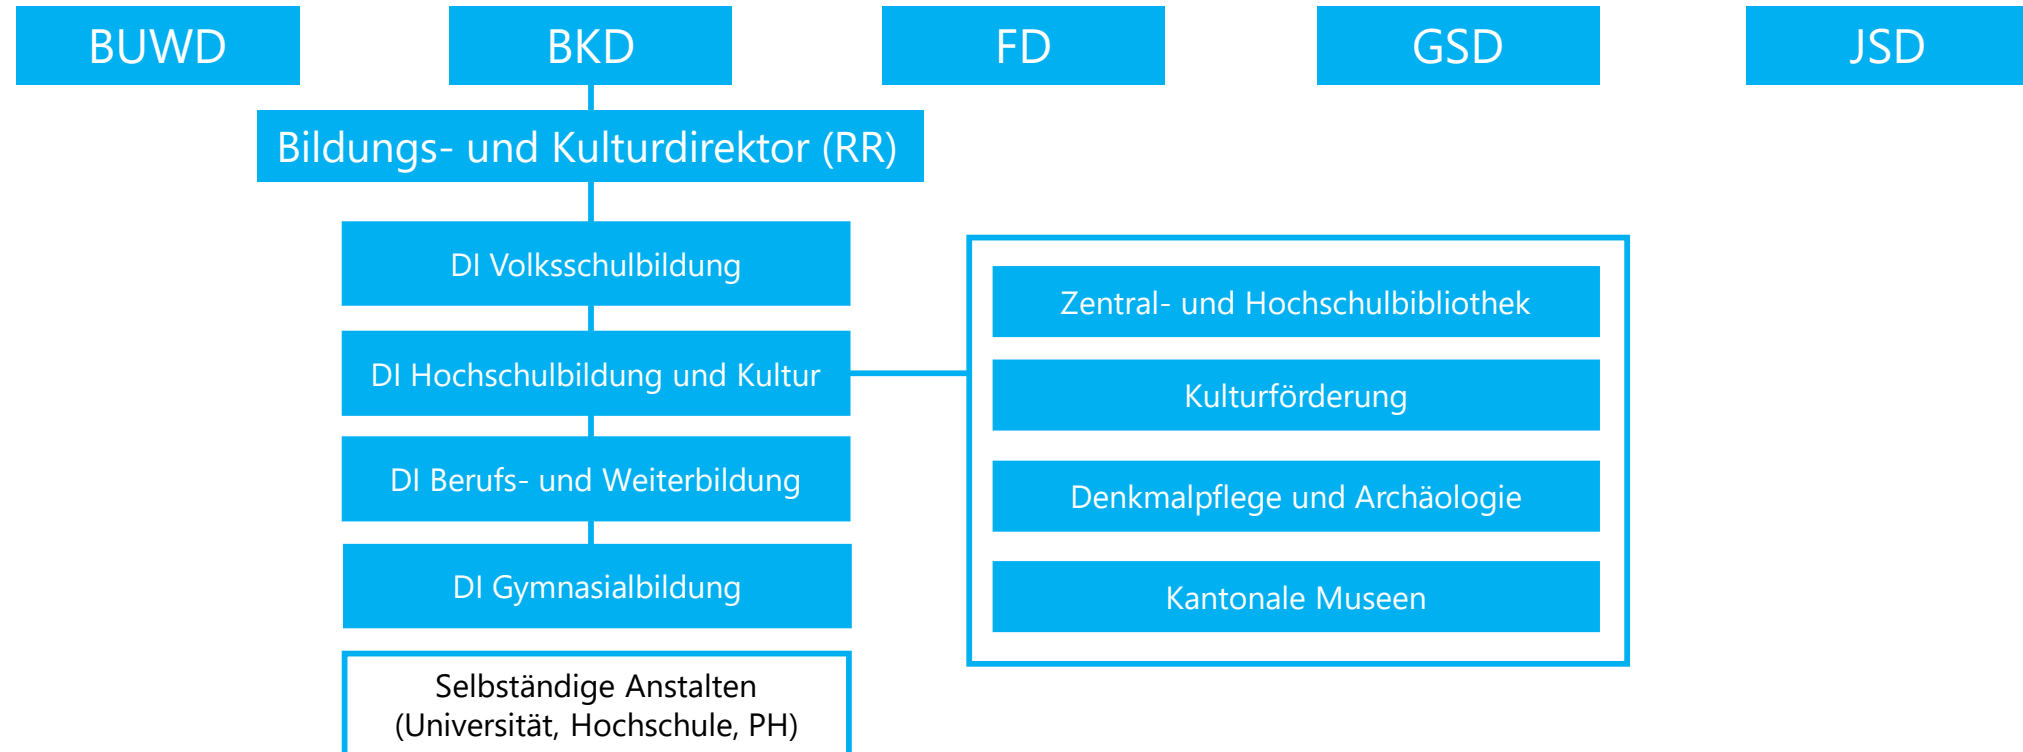 BUWD
BKD
FD
GSD
JSD
Bildungs- und Kulturdirektor (RR)
DI Volksschulbildung
DI Hochschulbildung und Kultur
DI Berufs- und Weiterbildung
DI Gymnasialbildung
Selbständige Anstalten
(Universität, Hochschule, PH)
Zentral- und Hochschulbibliothek
Kulturförderung
Denkmalpflege und Archäologie
Kantonale Museen